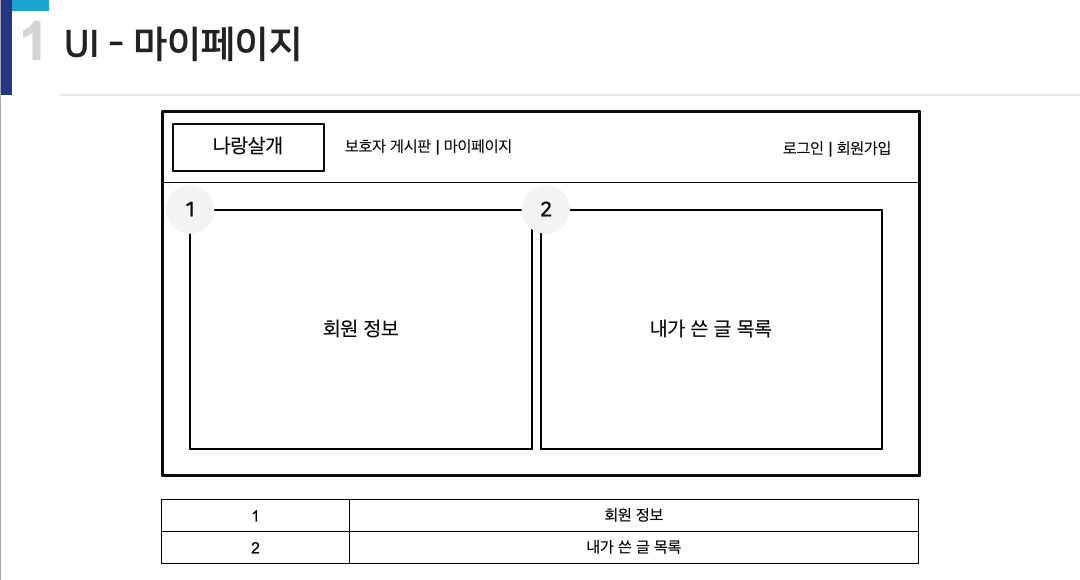 1 UI - 마이페이지
나랑살개 보호자 게시판 | 마이페이지 로그인 | 회원가입
1 2
회원 정보 내가 쓴 글 목록
1 회원 정보
2 내가 쓴 글 목록